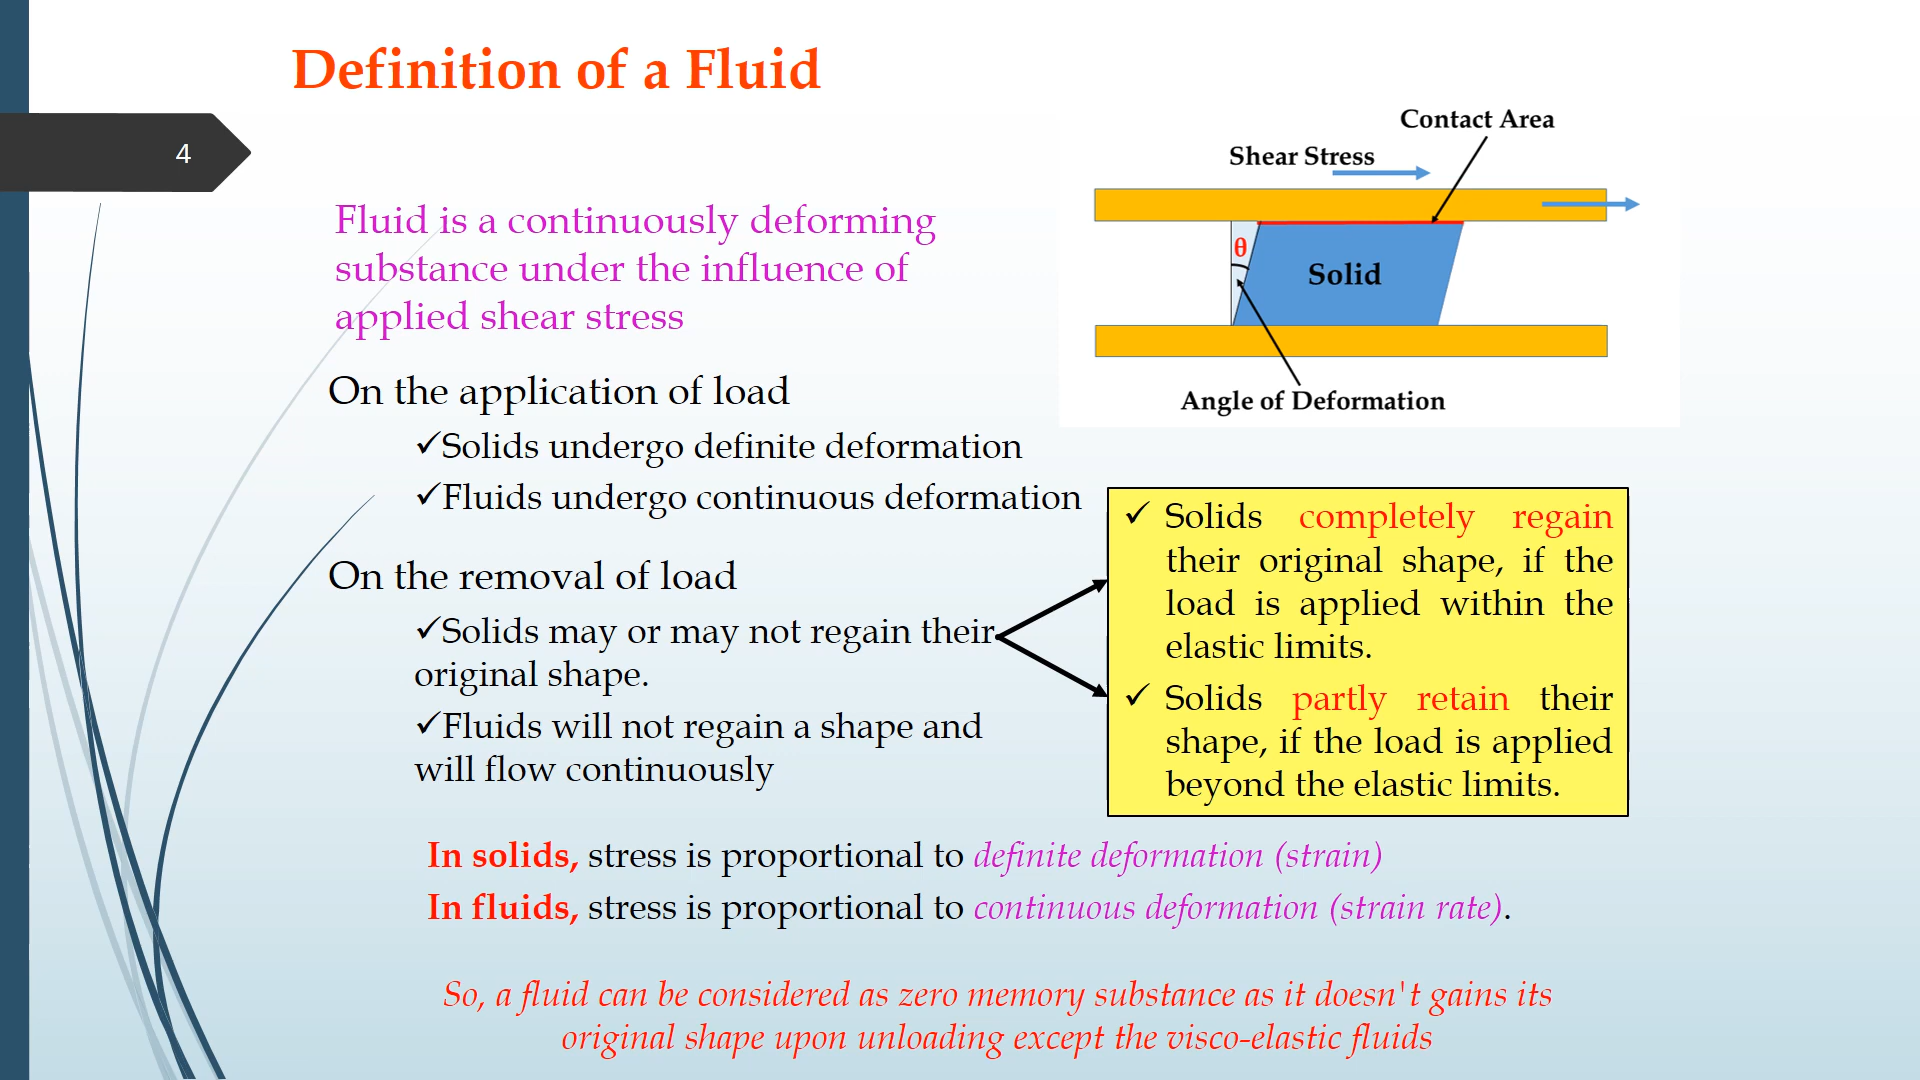 Definition of a Fluid
4
Contact Area
Shear Stress
θ
Solid
Angle of Deformation
Fluid is a continuously deforming
substance under the influence of
applied shear stress
On the application of load
✓Solids undergo definite deformation
✓Fluids undergo continuous deformation
On the removal of load
✓Solids may or may not regain their
original shape.
✓Fluids will not regain a shape and
will flow continuously
✓ Solids completely regain
their original shape, if the
load is applied within the
elastic limits.
✓ Solids partly retain their
shape, if the load is applied
beyond the elastic limits.
In solids, stress is proportional to definite deformation (strain)
In fluids, stress is proportional to continuous deformation (strain rate).
So, a fluid can be considered as zero memory substance as it doesn't gains its
original shape upon unloading except the visco-elastic fluids